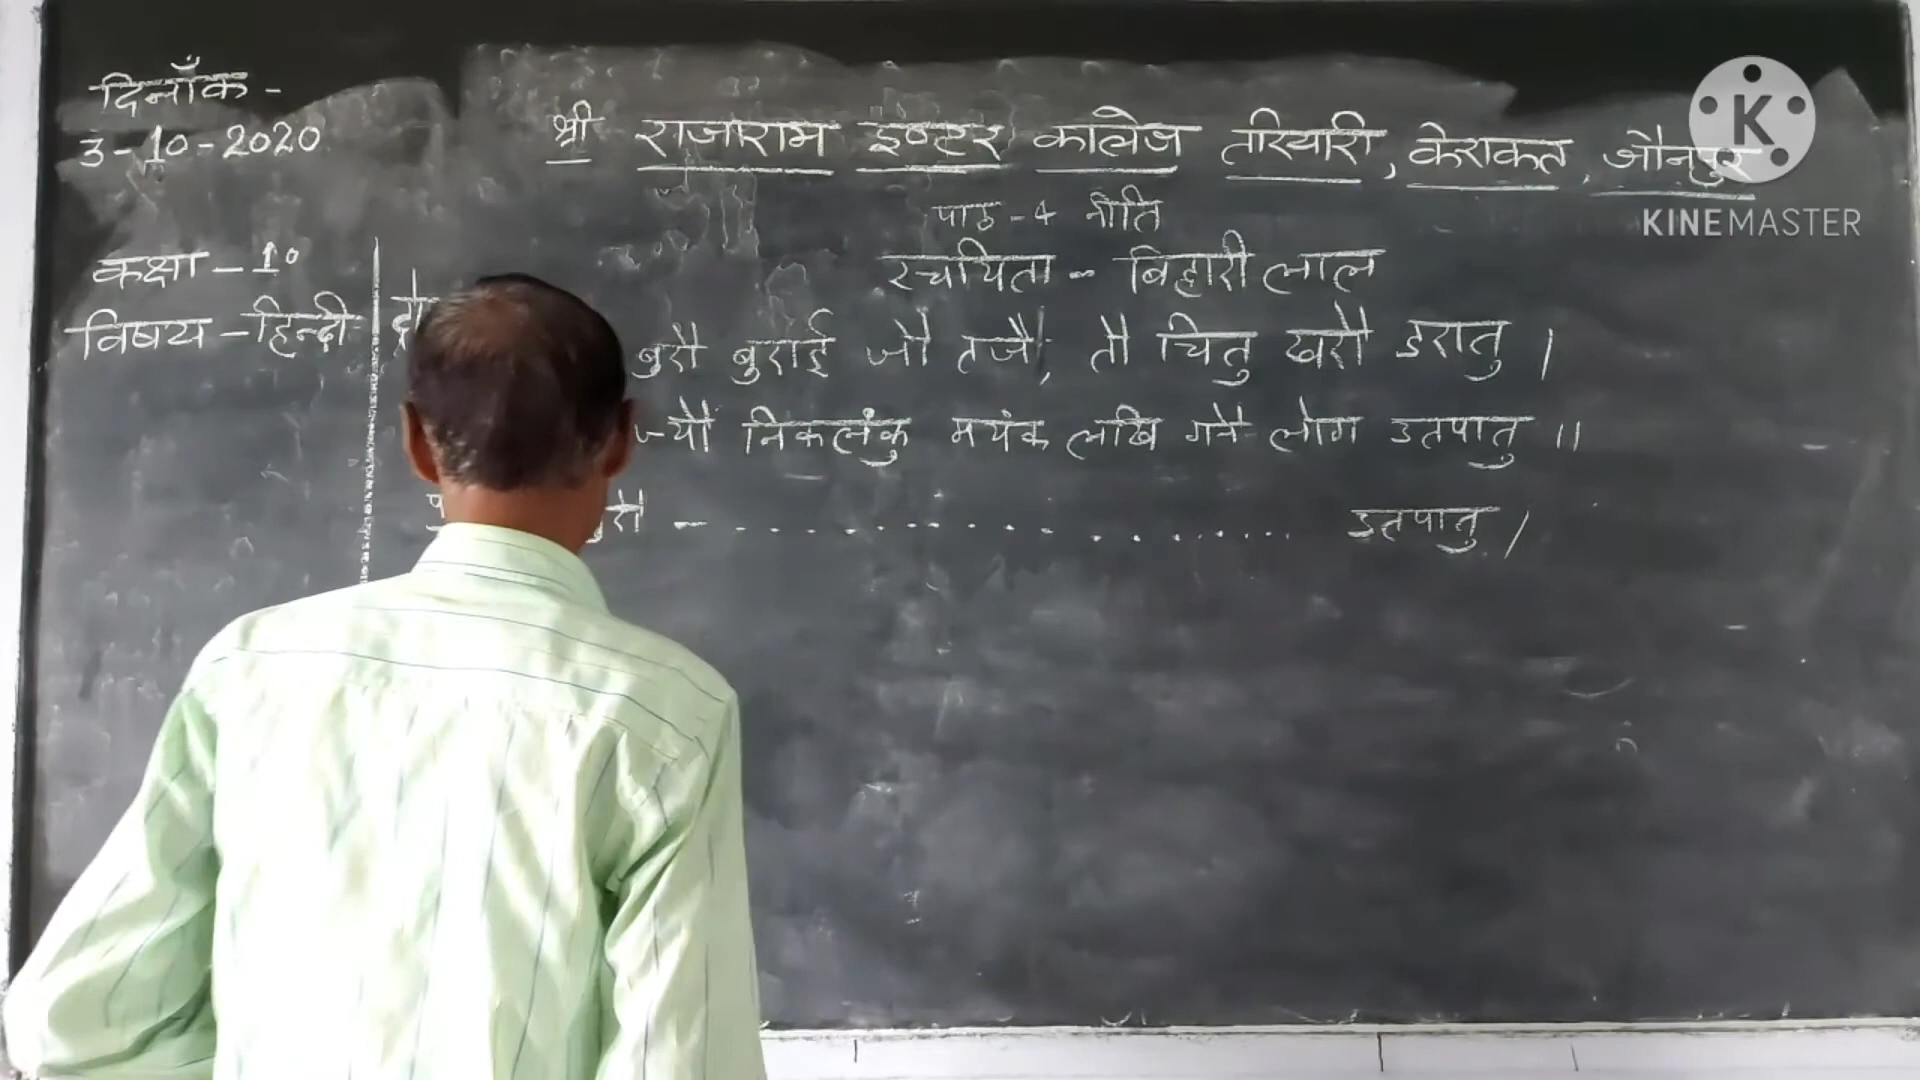 दिनाँक -
3-10-2020
श्री राजाराम इण्टर कालेज तरियारी, केराकत, जौनपुर
KINEMASTER
पाठ - 4 नीति
रचयिता - बिहारी लाल
कक्षा - 10
विषय - हिन्दी
बुरौ बुराई जौ तजै, तौ चितु खरौ डरातु ।
ज्यौं निकलंकु मयंक लखि गनै लोग उतपातु ॥
उतपातु ।